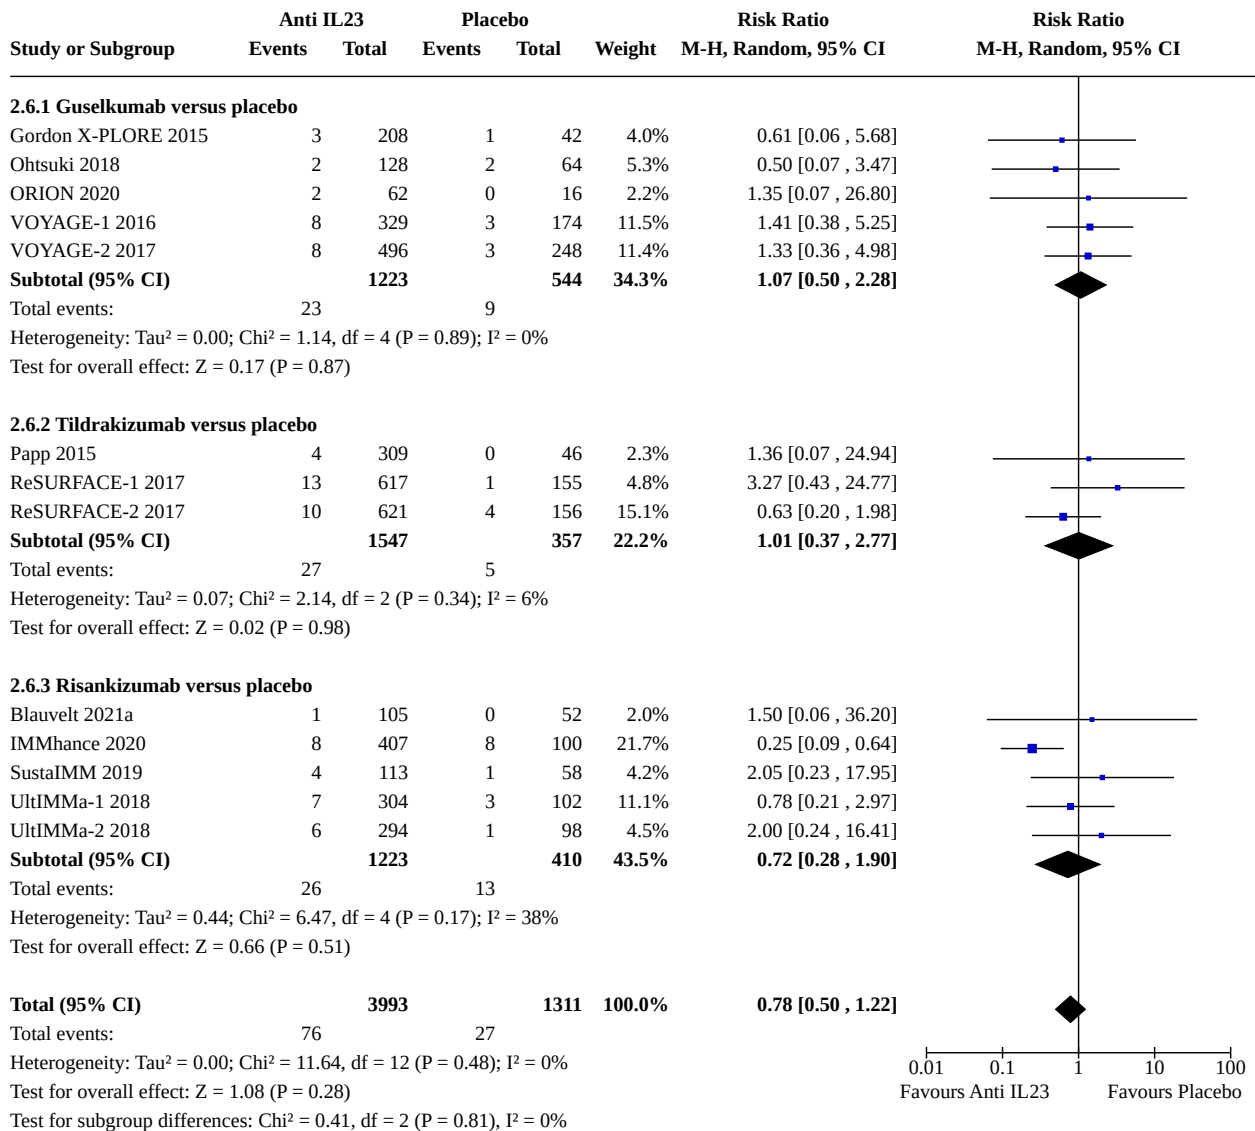 Anti IL23 Placebo Risk Ratio Risk Ratio
Study or Subgroup Events Total Events Total Weight M-H, Random, 95% CI M-H, Random, 95% CI
2.6.1 Guselkumab versus placebo
Gordon X-PLORE 2015 3 208 1 42 4.0% 0.61 [0.06 , 5.68]
Ohtsuki 2018 2 128 2 64 5.3% 0.50 [0.07 , 3.47]
ORION 2020 2 62 0 16 2.2% 1.35 [0.07 , 26.80]
VOYAGE-1 2016 8 329 3 174 11.5% 1.41 [0.38 , 5.25]
VOYAGE-2 2017 8 496 3 248 11.4% 1.33 [0.36 , 4.98]
Subtotal (95% CI) 1223 544 34.3% 1.07 [0.50 , 2.28]
Total events: 23 9
Heterogeneity: Tau² = 0.00; Chi² = 1.14, df = 4 (P = 0.89); I² = 0%
Test for overall effect: Z = 0.17 (P = 0.87)
2.6.2 Tildrakizumab versus placebo
Papp 2015 4 309 0 46 2.3% 1.36 [0.07 , 24.94]
ReSURFACE-1 2017 13 617 1 155 4.8% 3.27 [0.43 , 24.77]
ReSURFACE-2 2017 10 621 4 156 15.1% 0.63 [0.20 , 1.98]
Subtotal (95% CI) 1547 357 22.2% 1.01 [0.37 , 2.77]
Total events: 27 5
Heterogeneity: Tau² = 0.07; Chi² = 2.14, df = 2 (P = 0.34); I² = 6%
Test for overall effect: Z = 0.02 (P = 0.98)
2.6.3 Risankizumab versus placebo
Blauvelt 2021a 1 105 0 52 2.0% 1.50 [0.06 , 36.20]
IMMhance 2020 8 407 8 100 21.7% 0.25 [0.09 , 0.64]
SustaIMM 2019 4 113 1 58 4.2% 2.05 [0.23 , 17.95]
UltIMMa-1 2018 7 304 3 102 11.1% 0.78 [0.21 , 2.97]
UltIMMa-2 2018 6 294 1 98 4.5% 2.00 [0.24 , 16.41]
Subtotal (95% CI) 1223 410 43.5% 0.72 [0.28 , 1.90]
Total events: 26 13
Heterogeneity: Tau² = 0.44; Chi² = 6.47, df = 4 (P = 0.17); I² = 38%
Test for overall effect: Z = 0.66 (P = 0.51)
Total (95% CI) 3993 1311 100.0% 0.78 [0.50 , 1.22]
Total events: 76 27
Heterogeneity: Tau² = 0.00; Chi² = 11.64, df = 12 (P = 0.48); I² = 0%
0.01 0.1 1 10 100
Test for overall effect: Z = 1.08 (P = 0.28)
Favours Anti IL23 Favours Placebo
Test for subgroup differences: Chi² = 0.41, df = 2 (P = 0.81), I² = 0%